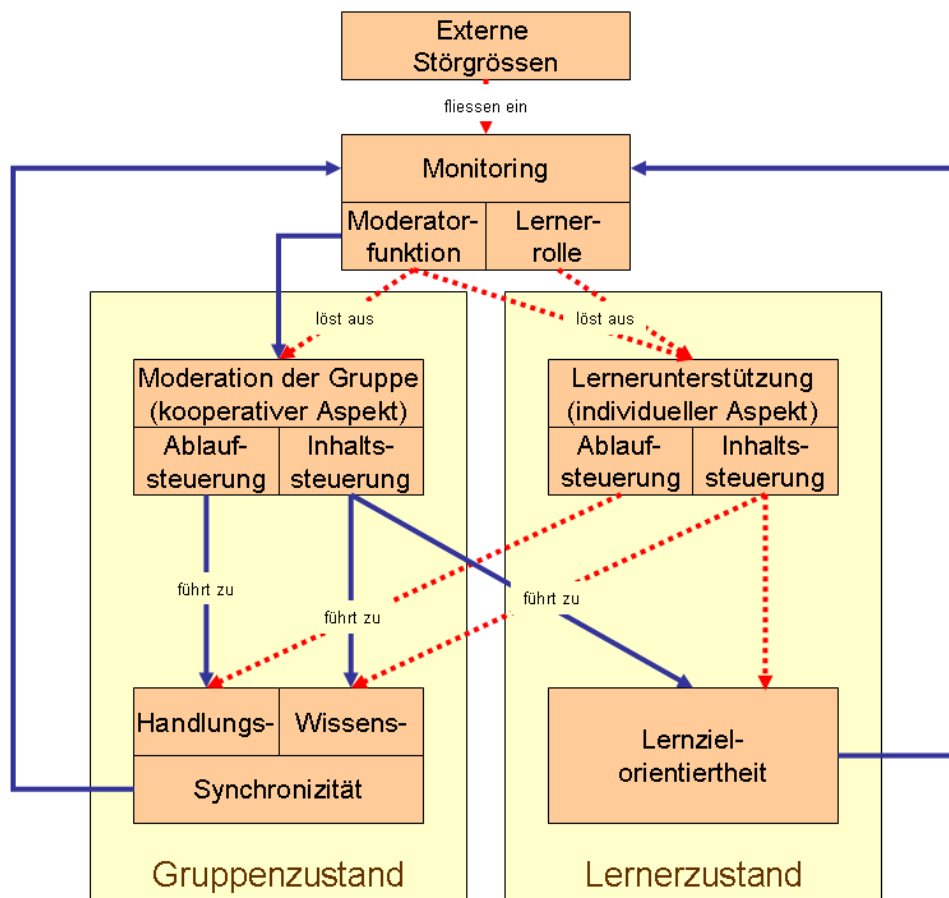 Externe
Störgrössen
fliessen ein
Monitoring
Moderator-
funktion
Lerner-
rolle
löst aus
löst aus
Moderation der Gruppe
(kooperativer Aspekt)
Ablauf-
steuerung
Inhalts-
steuerung
Lernerunterstützung
(individueller Aspekt)
Ablauf-
steuerung
Inhalts-
steuerung
führt zu
führt zu
führt zu
Handlungs-
Wissens-
Synchronizität
Lernziel-
orientiertheit
Gruppenzustand
Lernerzustand